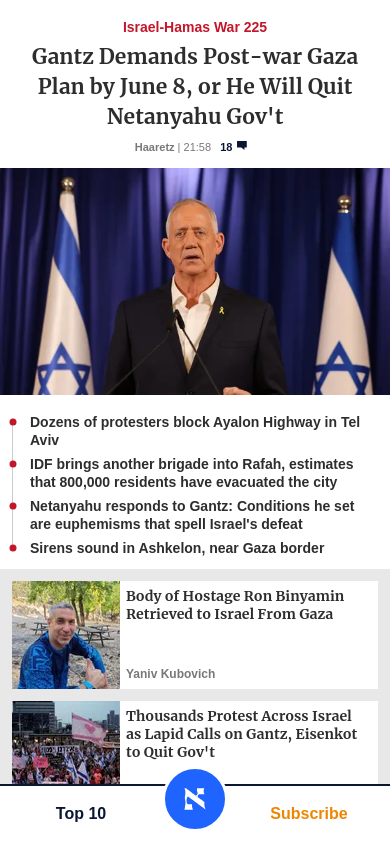 Israel-Hamas War 225
Gantz Demands Post-war Gaza
Plan by June 8, or He Will Quit
Netanyahu Gov't
Haaretz | 21:58 18
Dozens of protesters block Ayalon Highway in Tel
Aviv
IDF brings another brigade into Rafah, estimates
that 800,000 residents have evacuated the city
Netanyahu responds to Gantz: Conditions he set
are euphemisms that spell Israel's defeat
Sirens sound in Ashkelon, near Gaza border
Body of Hostage Ron Binyamin
Retrieved to Israel From Gaza
Yaniv Kubovich
Thousands Protest Across Israel
as Lapid Calls on Gantz, Eisenkot
to Quit Gov't
Top 10
Subscribe